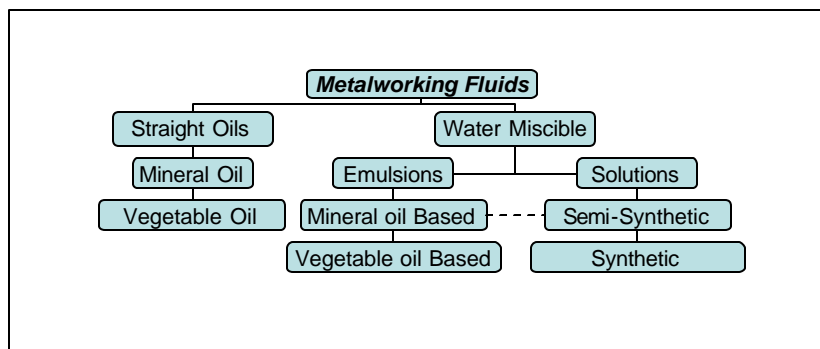 Metalworking Fluids
Straight Oils
Water Miscible
Mineral Oil
Emulsions
Solutions
Vegetable Oil
Mineral oil Based
Semi-Synthetic
Vegetable oil Based
Synthetic